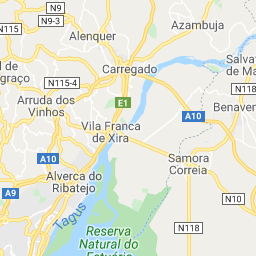 N9
Azambuja
N9-3
N3
N115
Alenquer
l de
graço
Carregado
Salvat
de Ma
N115-4
N118
Arruda dos
Vinhos
E1
A10
Benaven
Vila Franca
de Xira
A10
Samora
Correia
Alverca do
Ribatejo
A9
N10
Tagus
Reserva
Natural do
Estuário
N118